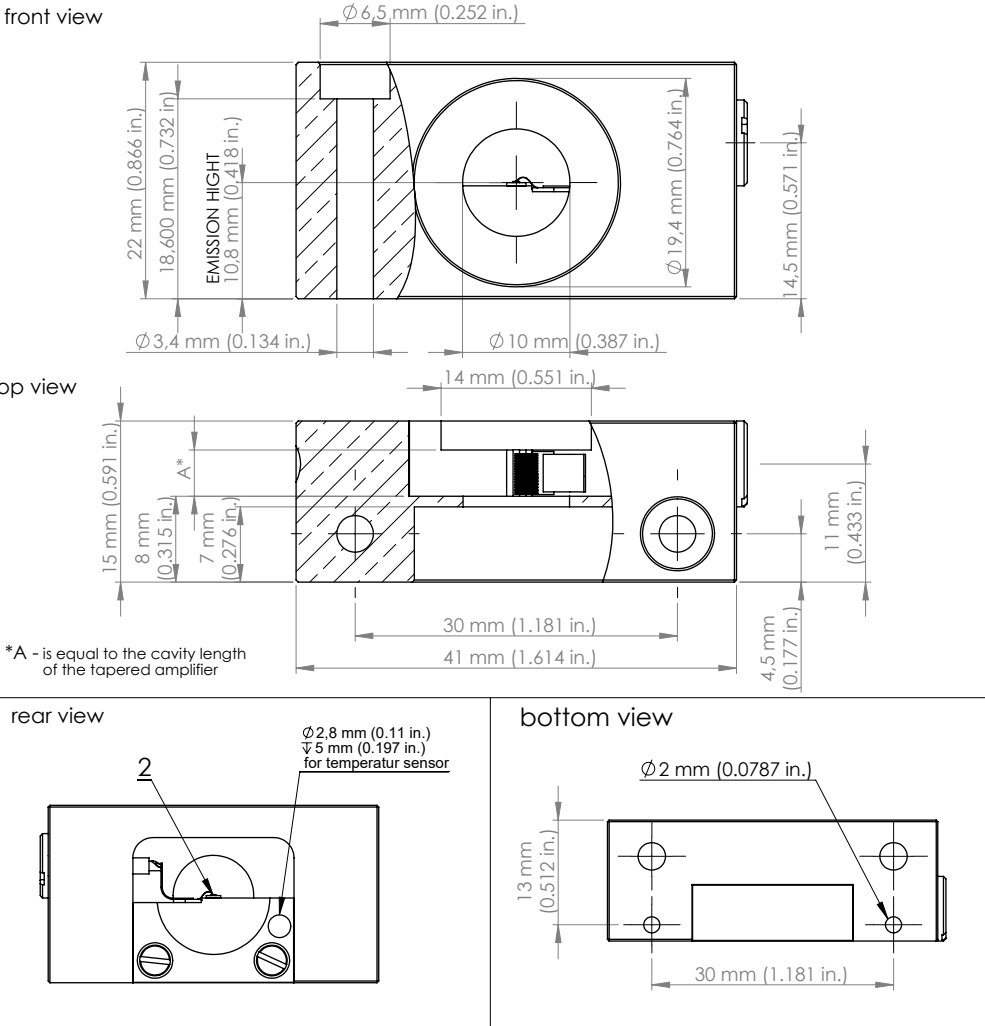 front view
Ø6,5 mm (0.252 in.)
22 mm (0.866 in.)
18,600 mm (0.732 in)
EMISSION HIGHT
10,8 mm (0.418 in.)
Ø19,4 mm (0.764 in.)
14,5 mm (0.571 in.)
Ø3,4 mm (0.134 in.)
Ø10 mm (0.387 in.)
op view
14 mm (0.551 in.)
15 mm (0.591 in.)
8 mm
(0.315 in.)
7 mm
(0.276 in.)
A*
11 mm
(0.433 in.)
30 mm (1.181 in.)
41 mm (1.614 in.)
4,5 mm
(0.177 in.)
*A - is equal to the cavity length
of the tapered amplifier
rear view
Ø2,8 mm (0.11 in.)
↧5 mm (0.197 in.)
for temperatur sensor
2
bottom view
Ø2 mm (0.0787 in.)
13 mm
(0.512 in.)
30 mm (1.181 in.)